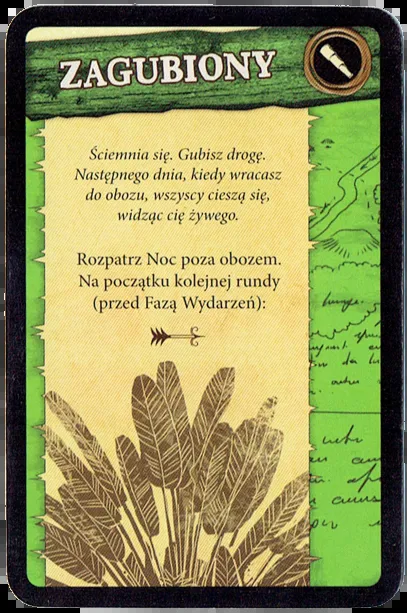 ZAGUBIONY
Ściemnia się. Gubisz drogę.
Następnego dnia, kiedy wracasz
do obozu, wszyscy cieszą się,
widząc cię żywego.
Rozpatrz Noc poza obozem.
Na początku kolejnej rundy
(przed Fazą Wydarzeń):